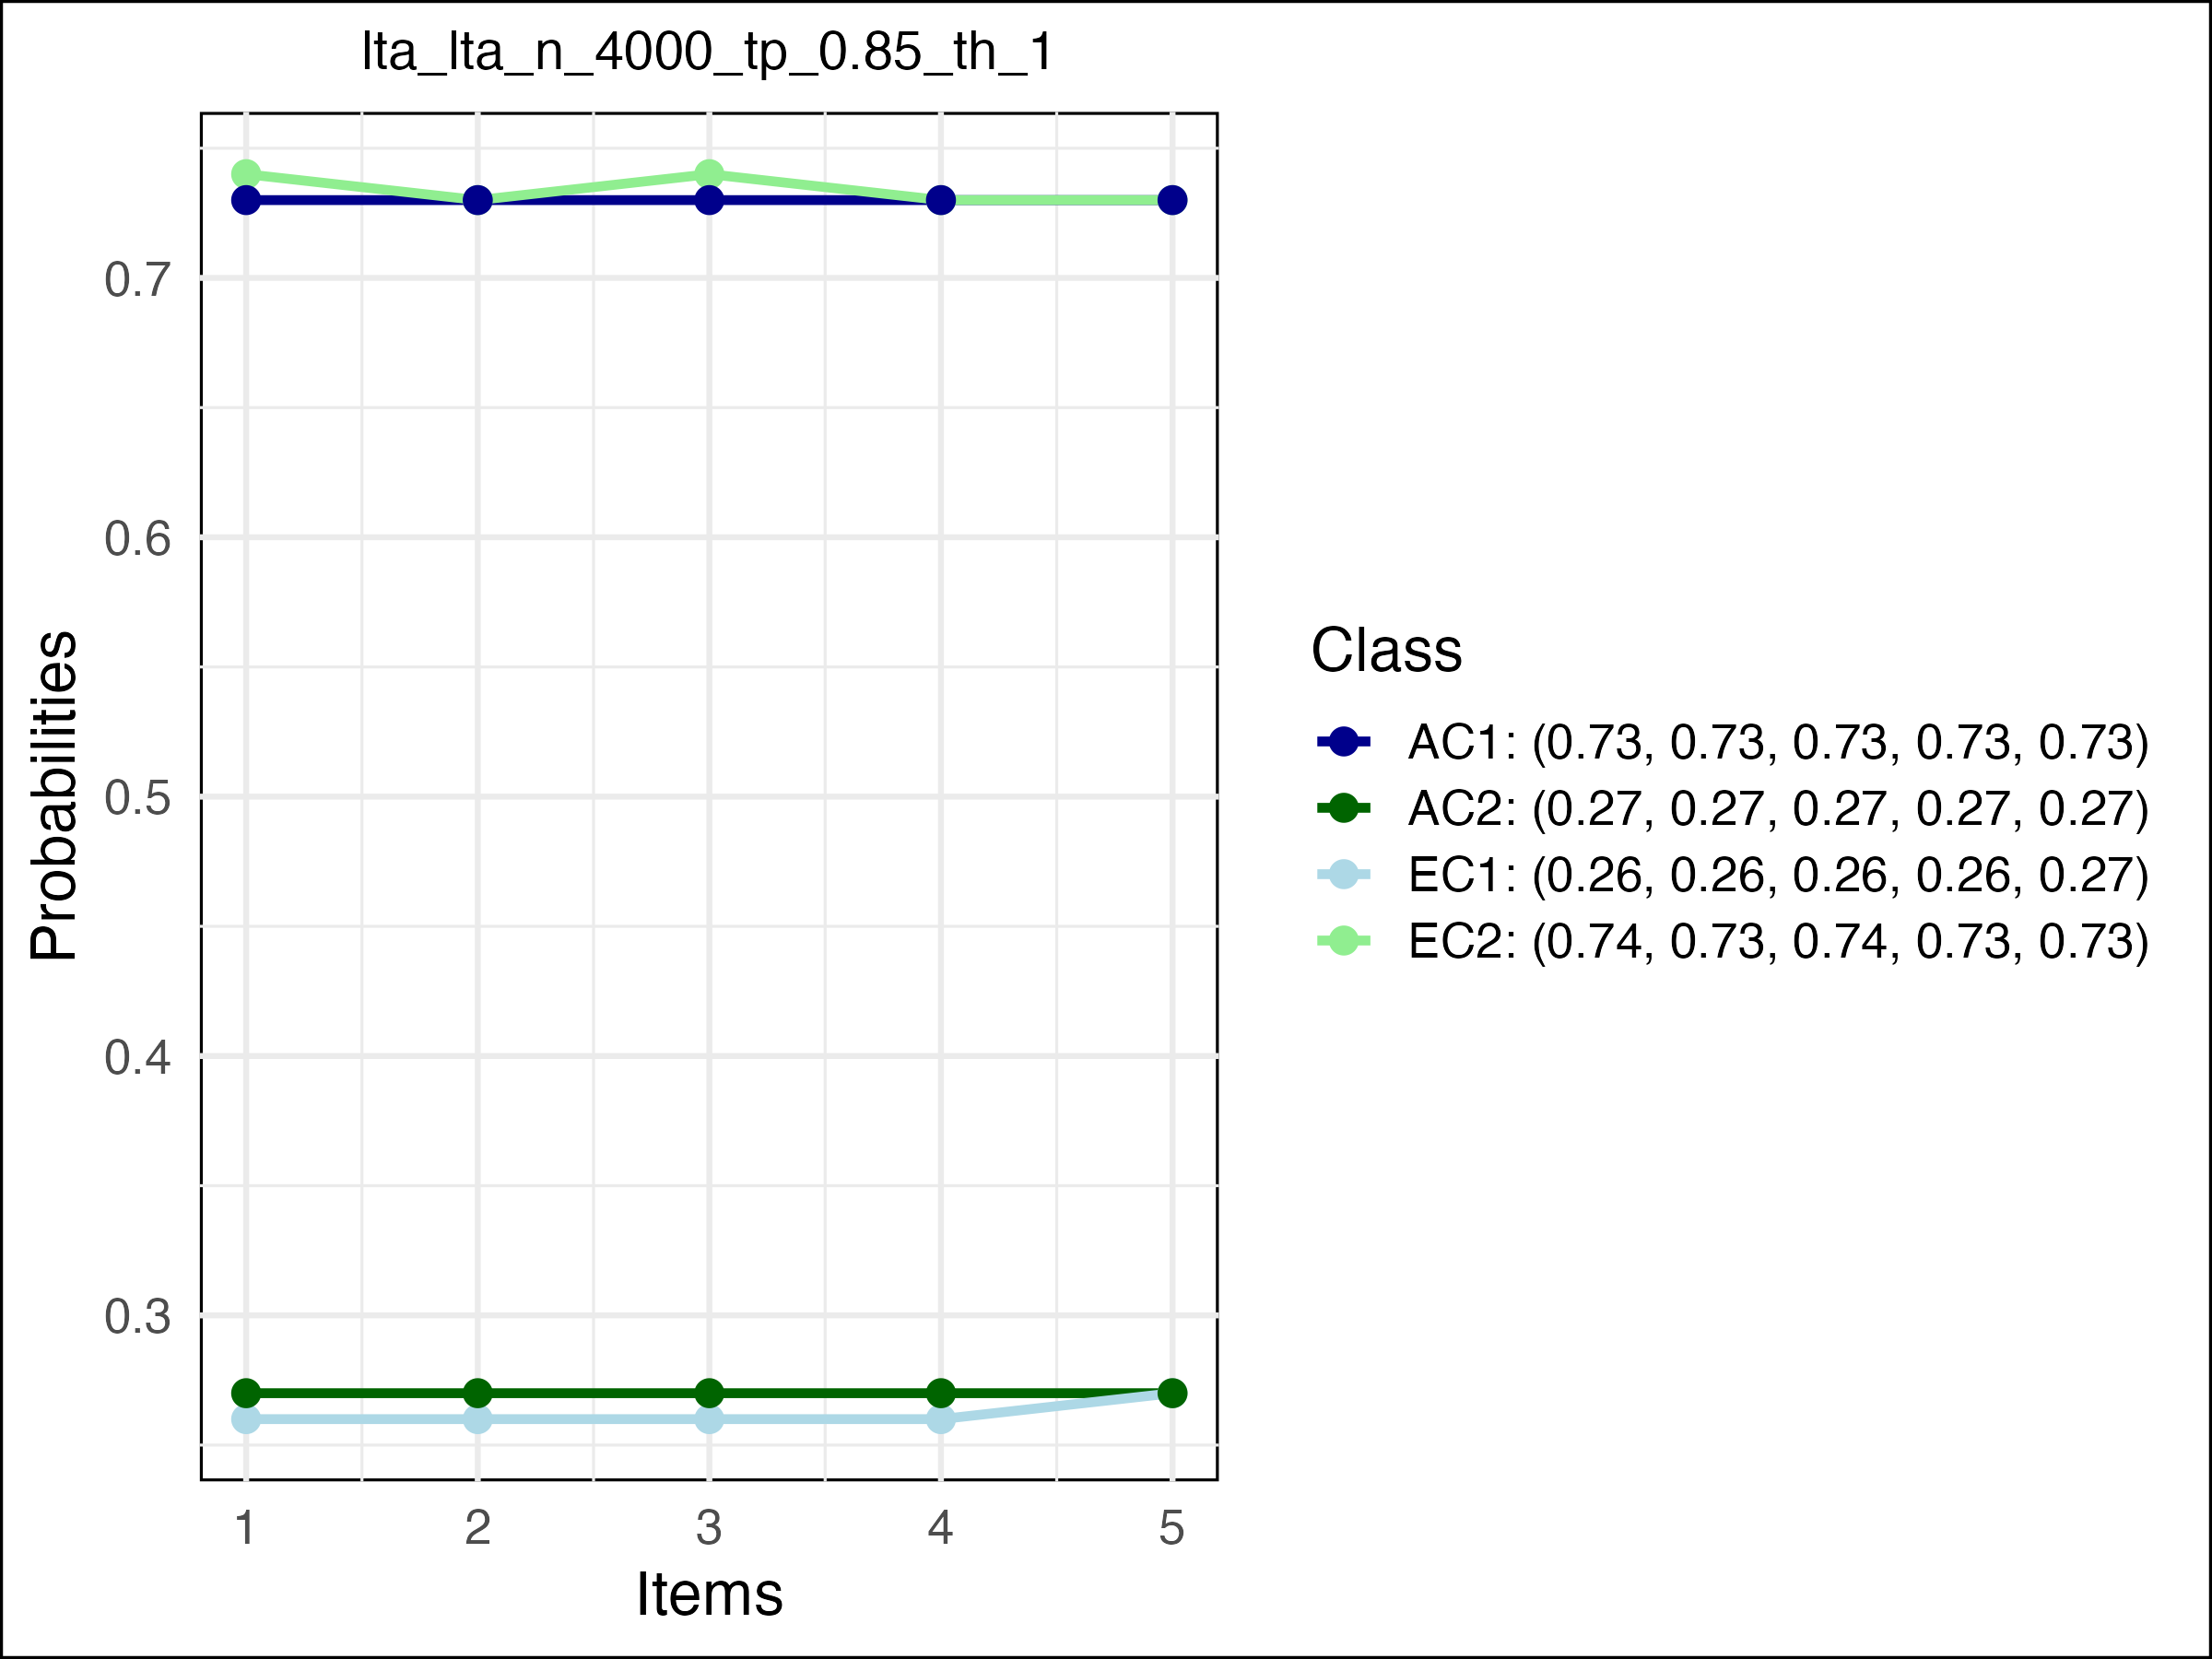 lta_lta_n_4000_tp_0.85_th_1
Probabilities
0.7
0.6
0.5
0.4
0.3
1 2 3 4 5
Items
Class
AC1: (0.73, 0.73, 0.73, 0.73, 0.73)
AC2: (0.27, 0.27, 0.27, 0.27, 0.27)
EC1: (0.26, 0.26, 0.26, 0.26, 0.27)
EC2: (0.74, 0.73, 0.74, 0.73, 0.73)